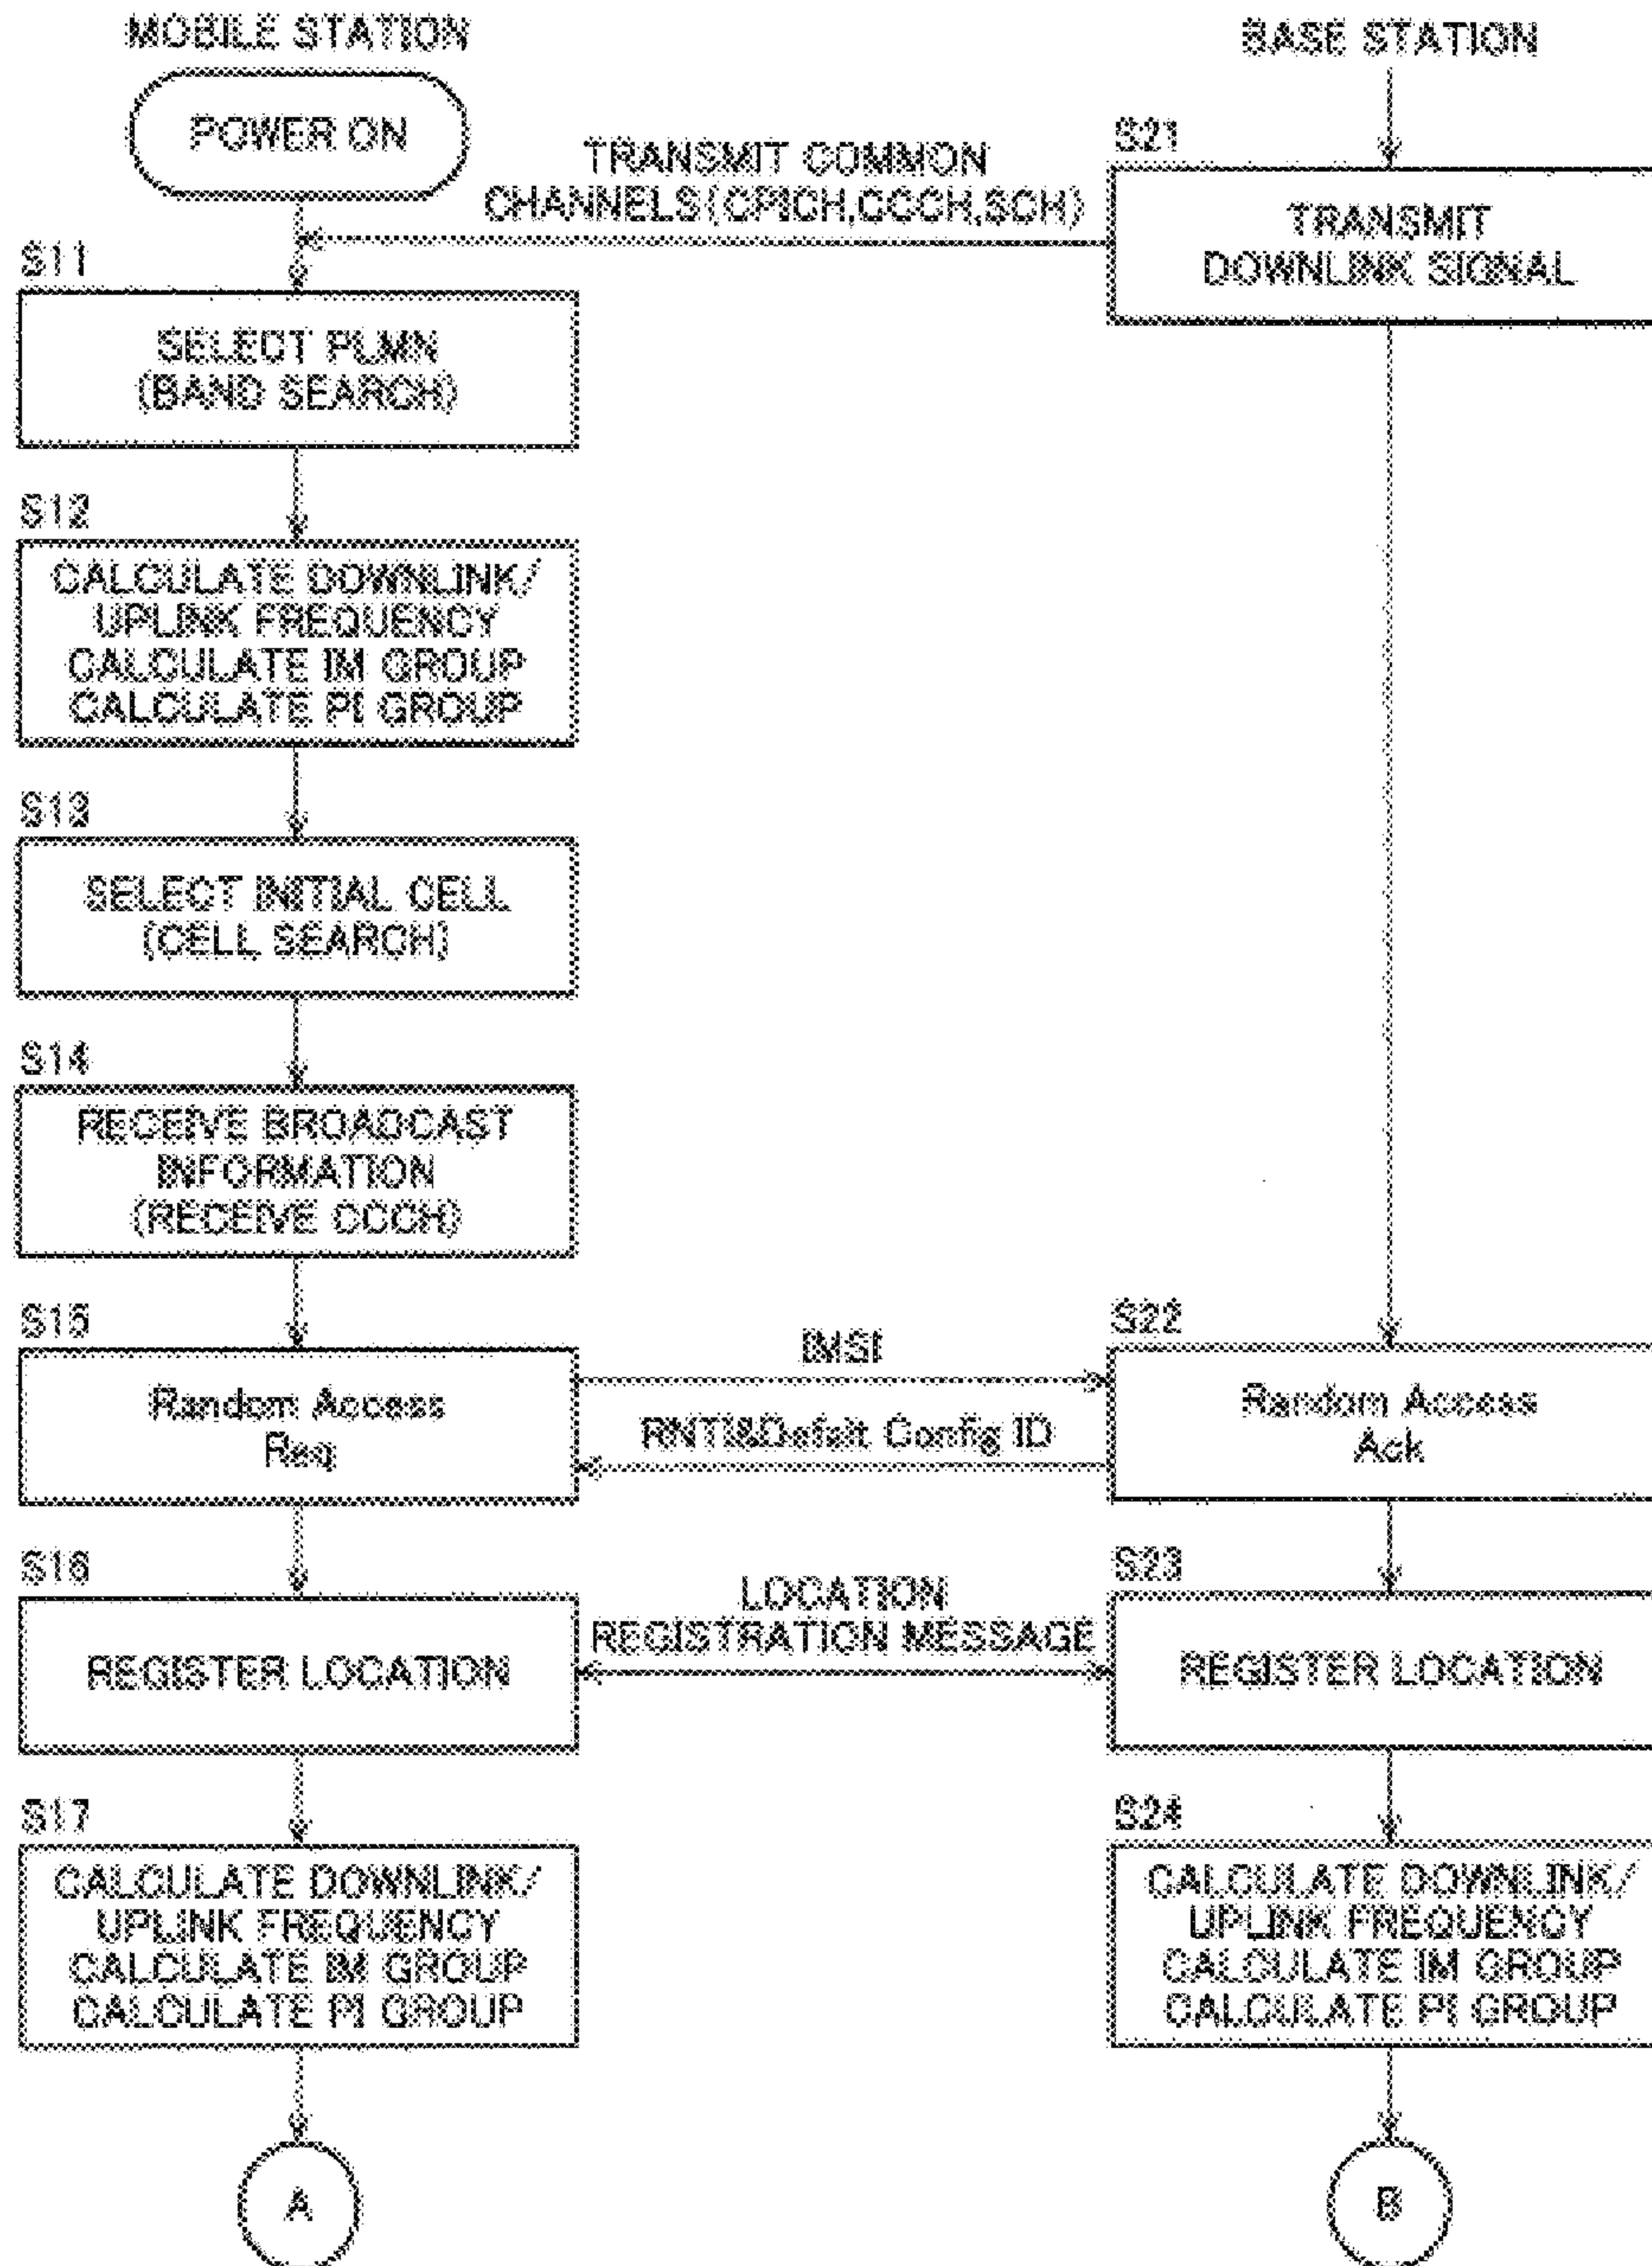 MOBILE STATION
BASE STATION
POWER ON
S21
TRANSMIT COMMON
CHANNELS(CPICH,CCCH,SCH)
TRANSMIT
DOWNLINK SIGNAL
S11
SELECT PLMN
(BAND SEARCH)
S12
CALCULATE DOWNLINK/
UPLINK FREQUENCY
CALCULATE IM GROUP
CALCULATE PI GROUP
S13
SELECT INITIAL CELL
(CELL SEARCH)
S14
RECEIVE BROADCAST
INFORMATION
(RECEIVE CCCH)
S15
Random Access
Req
IMSI
RNTI&Defalt Config ID
S22
Random Access
Ack
S16
REGISTER LOCATION
LOCATION
REGISTRATION MESSAGE
S23
REGISTER LOCATION
S17
CALCULATE DOWNLINK/
UPLINK FREQUENCY
CALCULATE IM GROUP
CALCULATE PI GROUP
S24
CALCULATE DOWNLINK/
UPLINK FREQUENCY
CALCULATE IM GROUP
CALCULATE PI GROUP
A
B